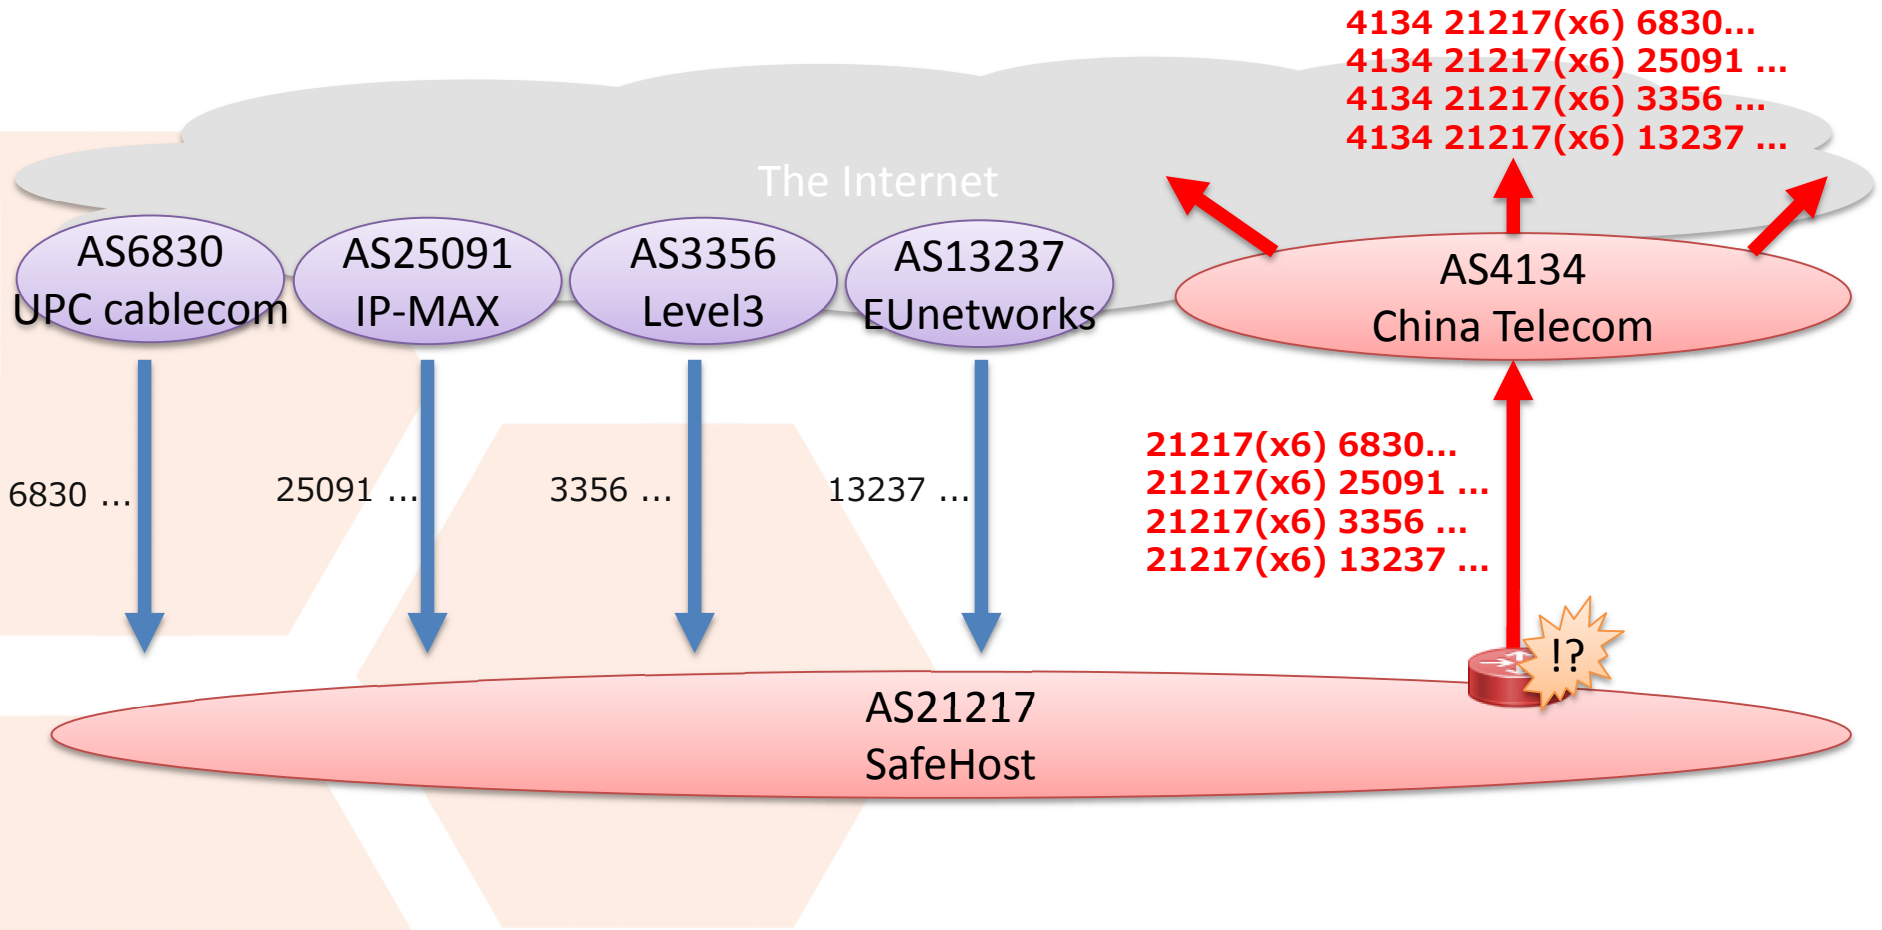 4134 21217(x6) 6830...
4134 21217(x6) 25091 ...
4134 21217(x6) 3356 ...
4134 21217(x6) 13237 ...
The Internet
AS6830
UPC cablecom
AS25091
IP-MAX
AS3356
Level3
AS13237
EUnetworks
AS4134
China Telecom
6830 ...
25091 ...
3356 ...
13237 ...
21217(x6) 6830...
21217(x6) 25091 ...
21217(x6) 3356 ...
21217(x6) 13237 ...
!?
AS21217
SafeHost